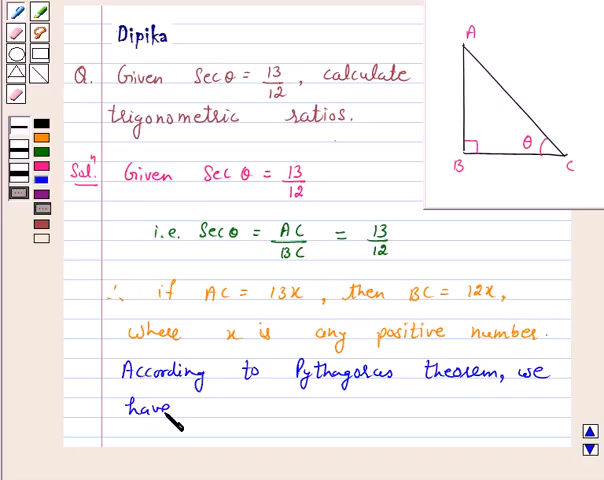 Dipika
Q. Given Sec θ = 13/12, calculate
trigonometric ratios.
Solⁿ. Given Sec θ = 13/12
i.e. Sec θ = AC/BC = 13/12
∴ if AC = 13x, then BC = 12x,
where x is any positive number.
According to Pythagoras theorem, we
have
A
B
θ
C